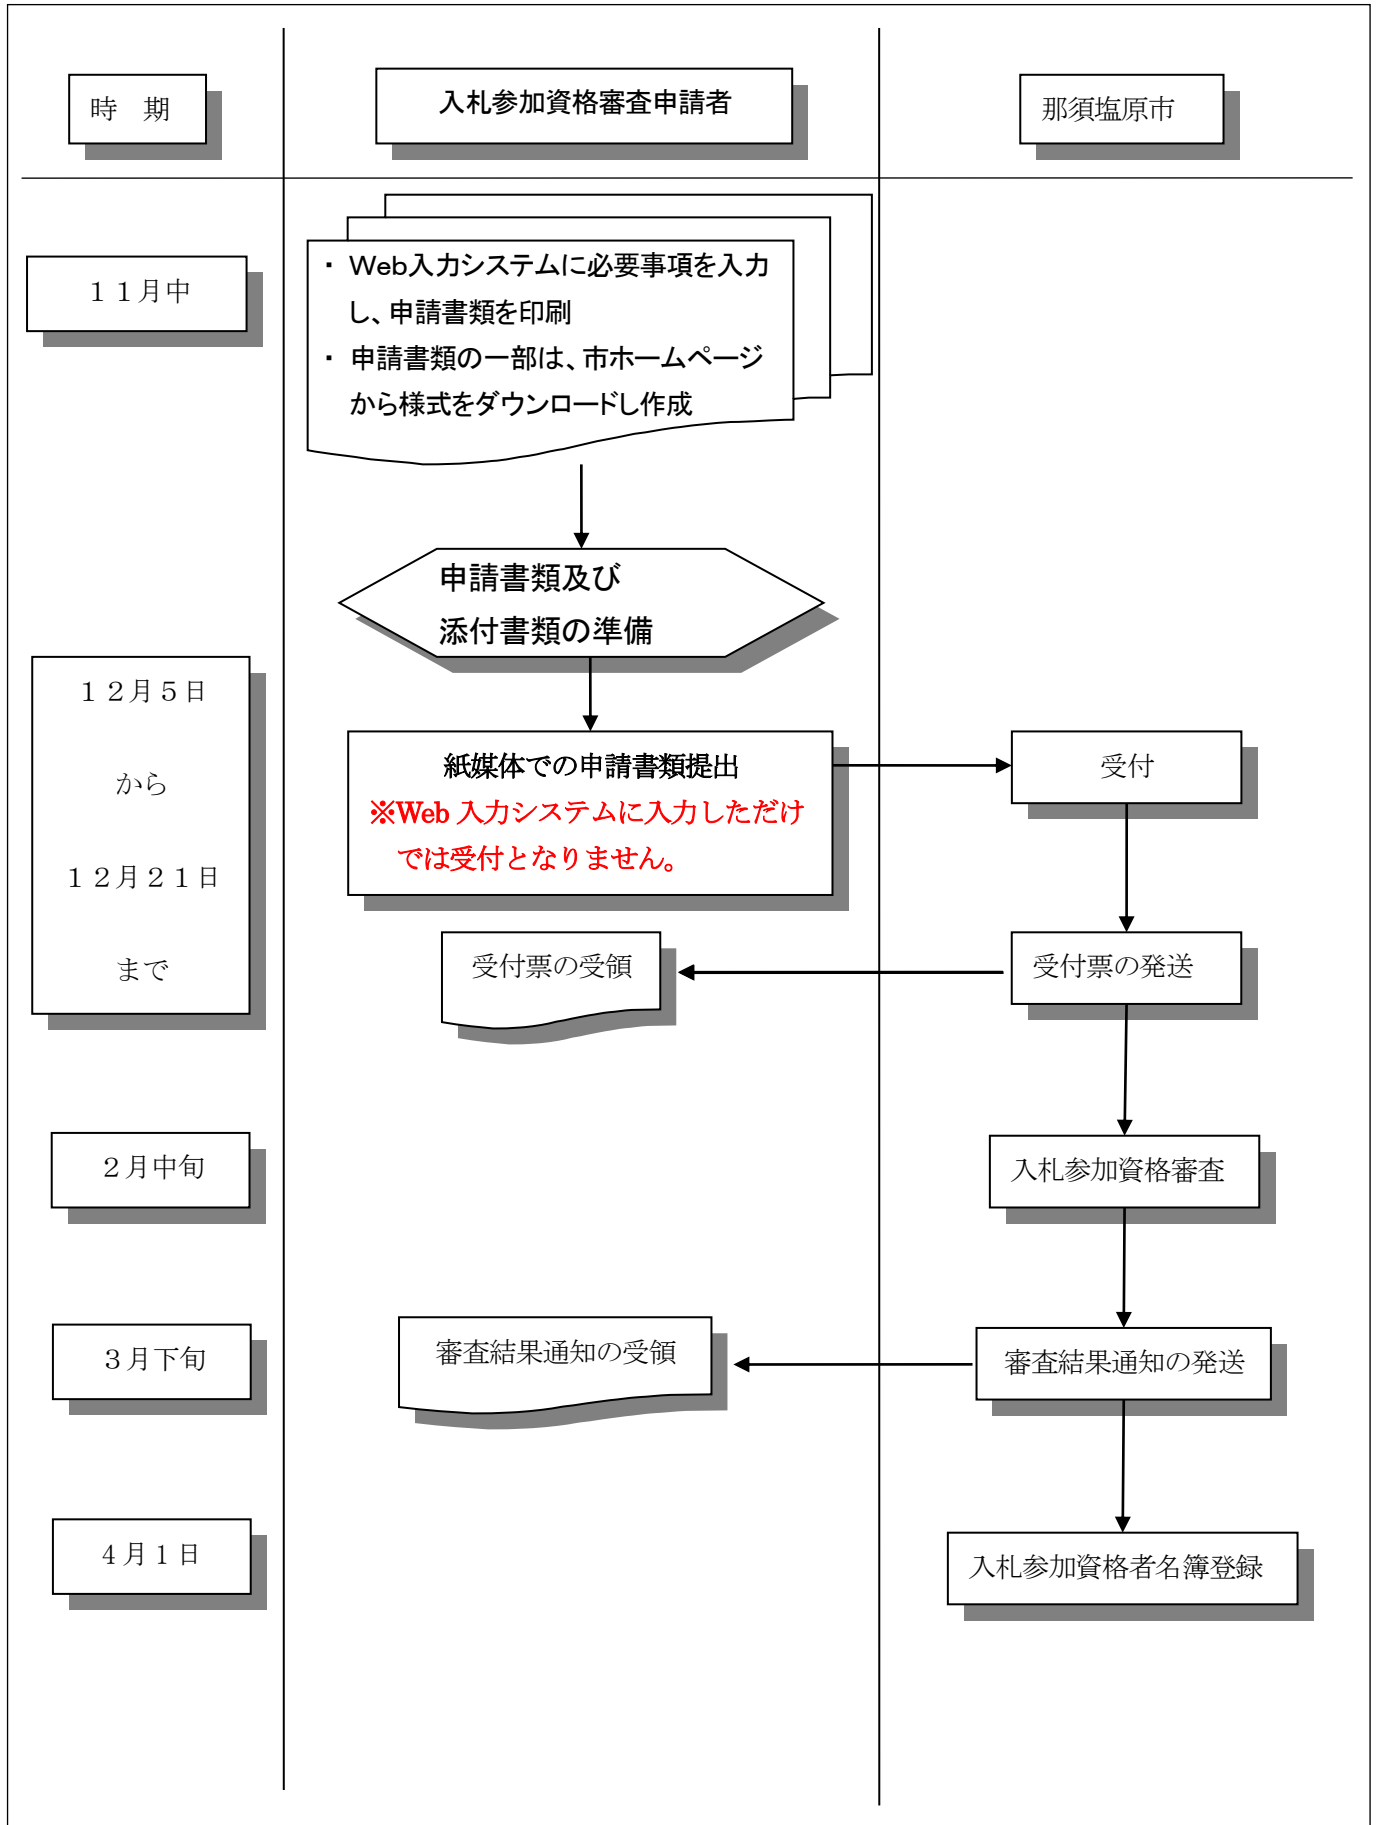 時　期
入札参加資格審査申請者
那須塩原市
１１月中
・ Web入力システムに必要事項を入力
し、申請書類を印刷
・ 申請書類の一部は、市ホームページ
から様式をダウンロードし作成
申請書類及び
添付書類の準備
１２月５日
から
１２月２１日
まで
紙媒体での申請書類提出
※Web 入力システムに入力しただけ
では受付となりません。
受付
受付票の受領
受付票の発送
２月中旬
入札参加資格審査
３月下旬
審査結果通知の受領
審査結果通知の発送
４月１日
入札参加資格者名簿登録